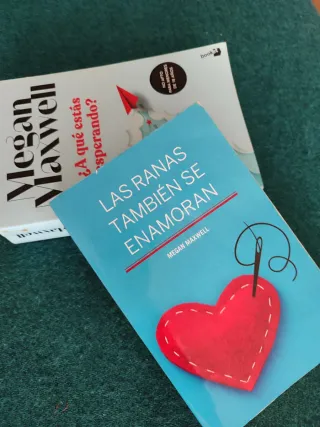 Megan
Maxwell
¿A qué estás
esperando?
LAS RANAS
TAMBIÉN SE
ENAMORAN
MEGAN MAXWELL